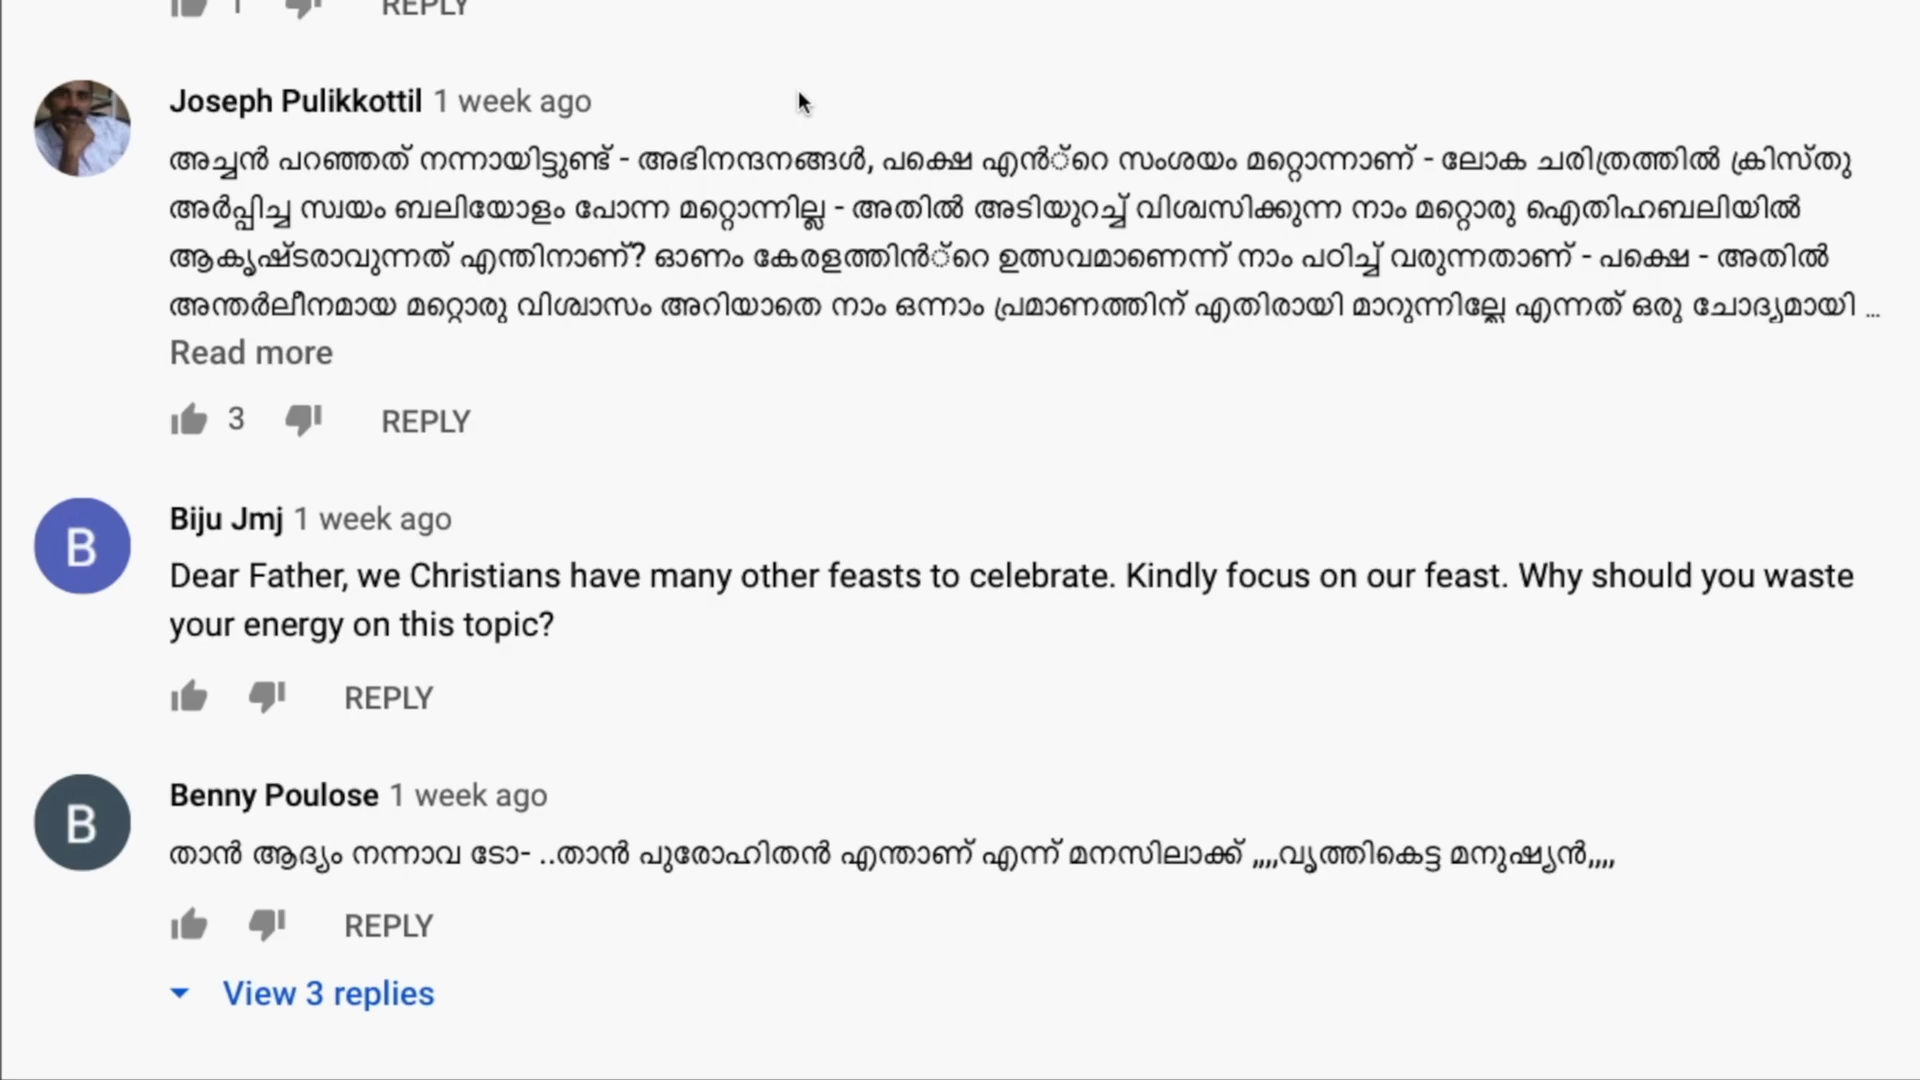 1 REPLY
Joseph Pulikkottil 1 week ago
അച്ചൻ പറഞ്ഞത് നന്നായിട്ടുണ്ട് - അഭിനന്ദനങ്ങൾ, പക്ഷെ എൻ്റെ സംശയം മറ്റൊന്നാണ് - ലോക ചരിത്രത്തിൽ ക്രിസ്തു
അർപ്പിച്ച സ്വയം ബലിയോളം പോന്ന മറ്റൊന്നില്ല - അതിൽ അടിയുറച്ച് വിശ്വസിക്കുന്ന നാം മറ്റൊരു ഐതിഹബലിയിൽ
ആകൃഷ്ടരാവുന്നത് എന്തിനാണ്? ഓണം കേരളത്തിൻ്റെ ഉത്സവമാണെന്ന് നാം പഠിച്ച് വരുന്നതാണ് - പക്ഷെ - അതിൽ
അന്തർലീനമായ മറ്റൊരു വിശ്വാസം അറിയാതെ നാം ഒന്നാം പ്രമാണത്തിന് എതിരായി മാറുന്നില്ലേ എന്നത് ഒരു ചോദ്യമായി ...
Read more
3 REPLY
B
Biju Jmj 1 week ago
Dear Father, we Christians have many other feasts to celebrate. Kindly focus on our feast. Why should you waste
your energy on this topic?
REPLY
B
Benny Poulose 1 week ago
താൻ ആദ്യം നന്നാവ ടോ- ..താൻ പുരോഹിതൻ എന്താണ് എന്ന് മനസിലാക്ക് ,,,,വൃത്തികെട്ട മനുഷ്യൻ,,,,
REPLY
View 3 replies